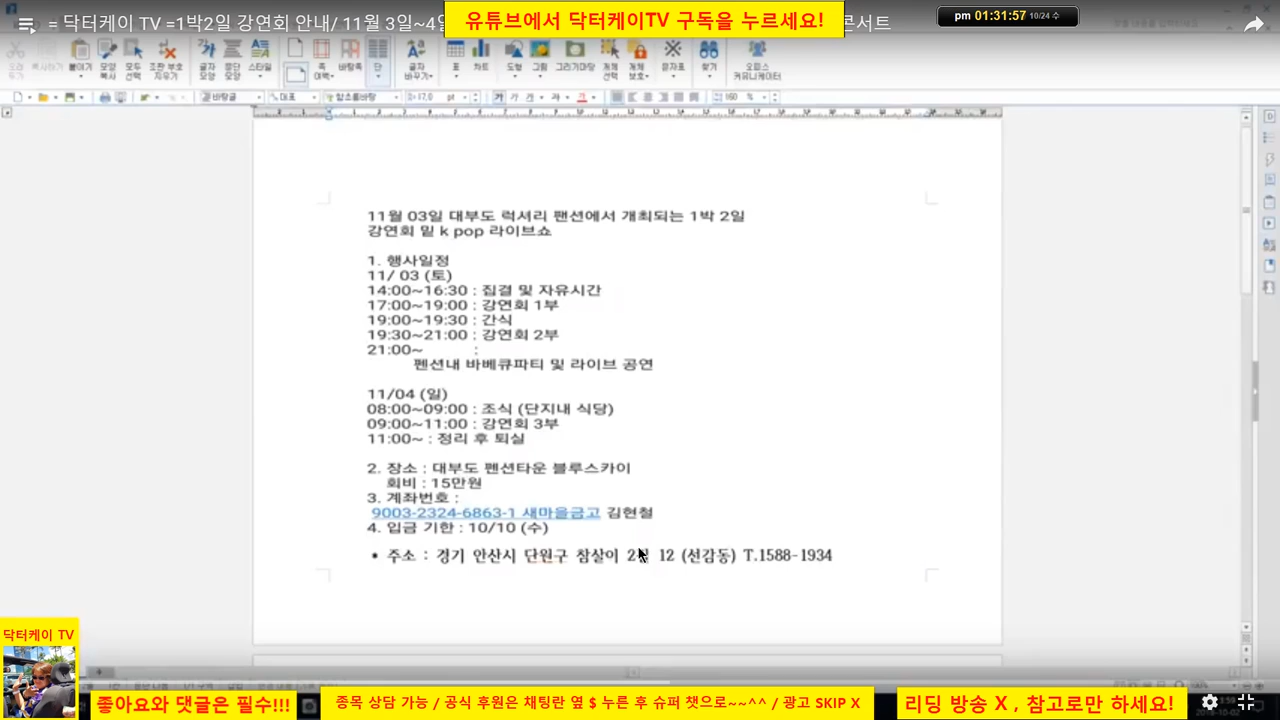 = 닥터케이 TV =1박2일 강연회 안내/ 11월 3일~4일
콘서트
유튜브에서 닥터케이TV 구독을 누르세요!
pm 01:31:57 10/24 수
11월 03일 대부도 럭셔리 팬션에서 개최되는 1박 2일
강연회 밑 k pop 라이브쇼
1. 행사일정
11/ 03 (토)
14:00~16:30 : 집결 및 자유시간
17:00~19:00 : 강연회 1부
19:00~19:30 : 간식
19:30~21:00 : 강연회 2부
21:00~ :
펜션내 바베큐파티 및 라이브 공연
11/04 (일)
08:00~09:00 : 조식 (단지내 식당)
09:00~11:00 : 강연회 3부
11:00~ : 정리 후 퇴실
2. 장소 : 대부도 펜션타운 블루스카이
회비 : 15만원
3. 계좌번호 :
9003-2324-6863-1 새마을금고 김현철
4. 입금 기한 : 10/10 (수)
• 주소 : 경기 안산시 단원구 참살이 12 (선감동) T.1588-1934
닥터케이 TV
좋아요와 댓글은 필수!!!
종목 상담 가능 / 공식 후원은 채팅란 옆 $ 누른 후 슈퍼 챗으로~~^^ / 광고 SKIP X
리딩 방송 X , 참고로만 하세요!